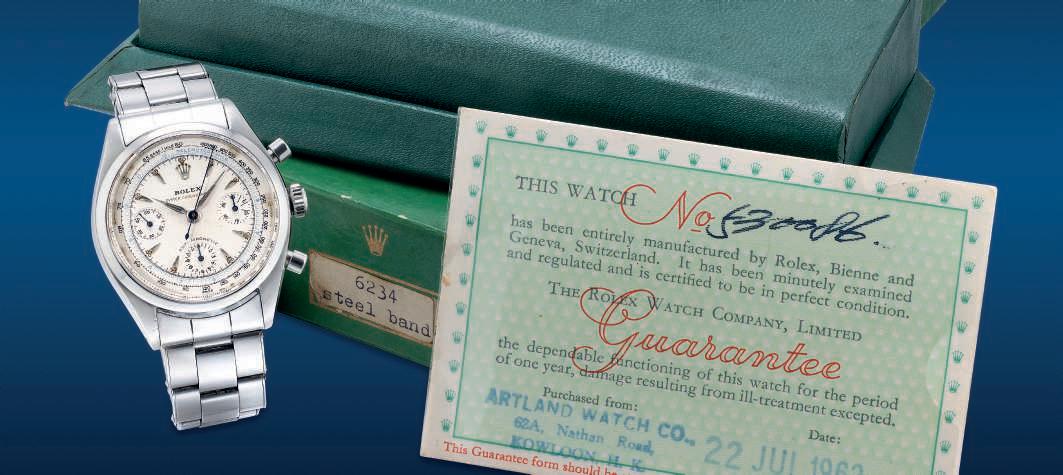 ROLEX
6234
steel band
THIS WATCH No 530086..
has been entirely manufactured by Rolex, Bienne and
Geneva, Switzerland. It has been minutely examined
and regulated and is certified to be in perfect condition.
THE ROLEX WATCH COMPANY, LIMITED
Guarantee
the dependable functioning of this watch for the period
of one year, damage resulting from ill-treatment excepted.
Purchased from: Date:
ARTLAND WATCH CO., 22 JUL 1962
62A, Nathan Road,
KOWLOON, H. K.
This Guarantee form should be